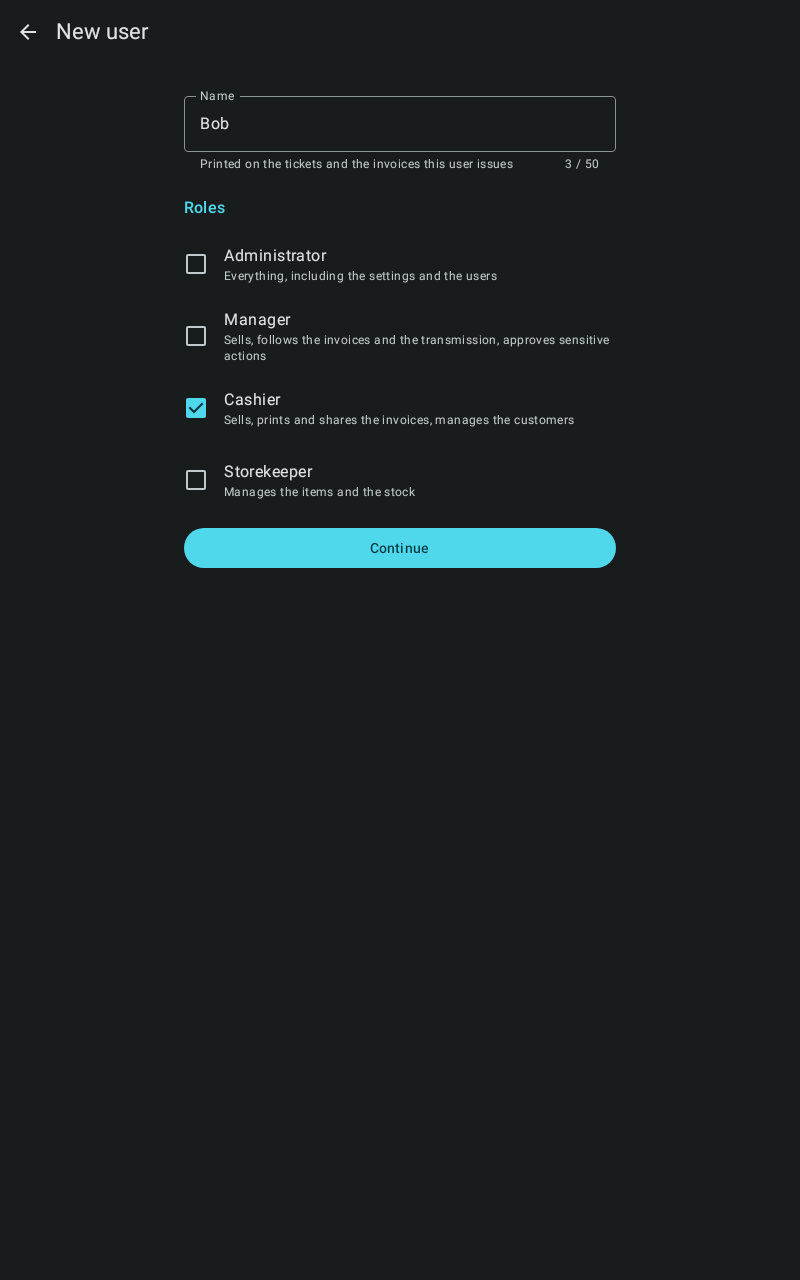 New user
Name
Bob
Printed on the tickets and the invoices this user issues 3 / 50
Roles
Administrator
Everything, including the settings and the users
Manager
Sells, follows the invoices and the transmission, approves sensitive
actions
Cashier
Sells, prints and shares the invoices, manages the customers
Storekeeper
Manages the items and the stock
Continue